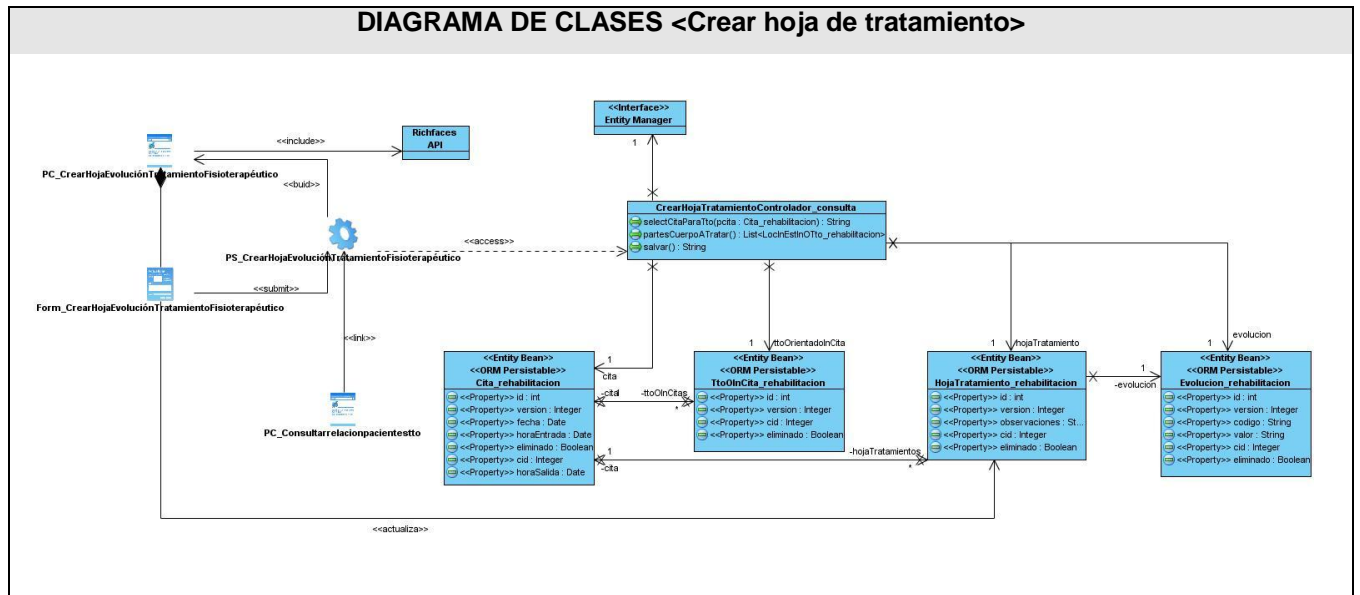 DIAGRAMA DE CLASES <Crear hoja de tratamiento>
<<Interface>>
Entity Manager
1
Richfaces
API
<<include>>
PC_CrearHojaEvoluciónTratamientoFisioterapéutico
<<buid>>
CrearHojaTratamientoControlador_consulta
selectCitaParaTto(pcita : Cita_rehabilitacion) : String
partesCuerpoATratar() : List<LocInEstInOTto_rehabilitacion>
salvar() : String
<<access>>
PS_CrearHojaEvoluciónTratamientoFisioterapéutico
<<submit>>
Form_CrearHojaEvoluciónTratamientoFisioterapéutico
<<link>>
PC_Consultarrelacionpacientestto
1
cita
1
ttoOrientadoInCita
1
hojaTratamiento
1
evolucion
<<Entity Bean>>
<<ORM Persistable>>
Cita_rehabilitacion
<<Property>> id : int
<<Property>> version : Integer
<<Property>> fecha : Date
<<Property>> horaEntrada : Date
<<Property>> eliminado : Boolean
<<Property>> cid : Integer
<<Property>> horaSalida : Date
-citaI
-ttoOInCitas
*
<<Entity Bean>>
<<ORM Persistable>>
TtoOInCita_rehabilitacion
<<Property>> id : int
<<Property>> version : Integer
<<Property>> cid : Integer
<<Property>> eliminado : Boolean
1
-cita
-hojaTratamientos
*
<<Entity Bean>>
<<ORM Persistable>>
HojaTratamiento_rehabilitacion
<<Property>> id : int
<<Property>> version : Integer
<<Property>> observaciones : St...
<<Property>> cid : Integer
<<Property>> eliminado : Boolean
1
-evolucion
<<Entity Bean>>
<<ORM Persistable>>
Evolucion_rehabilitacion
<<Property>> id : int
<<Property>> version : Integer
<<Property>> codigo : String
<<Property>> valor : String
<<Property>> cid : Integer
<<Property>> eliminado : Boolean
<<actualiza>>